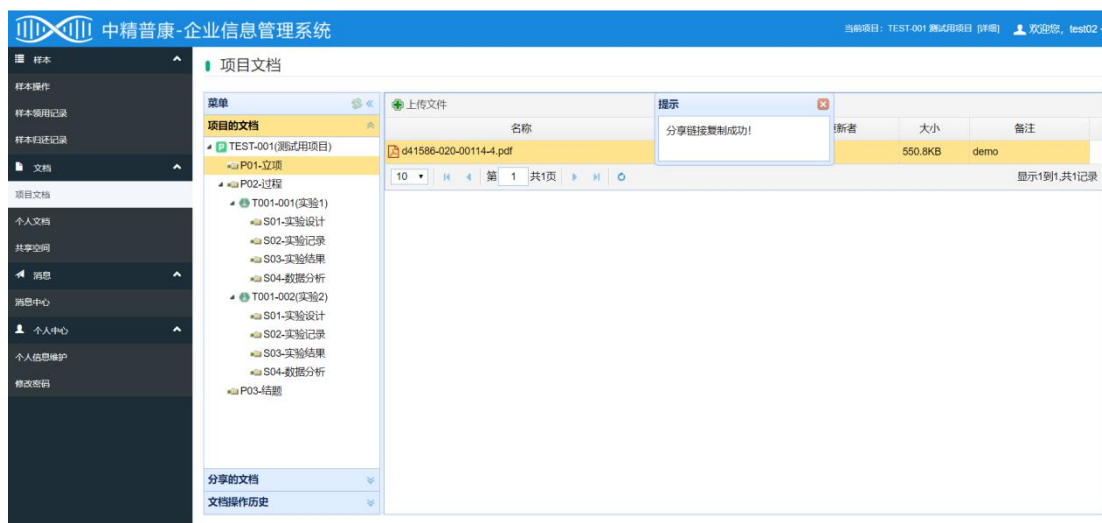 中精普康-企业信息管理系统
当前项目：TEST-001 测试用项目 [详细] 欢迎您，test02
样本
样本操作
样本领用记录
样本归还记录
文档
项目文档
个人文档
共享空间
消息
消息中心
个人中心
个人信息维护
修改密码
项目文档
菜单
项目的文档
TEST-001(测试用项目)
P01-立项
P02-过程
T001-001(实验1)
S01-实验设计
S02-实验记录
S03-实验结果
S04-数据分析
T001-002(实验2)
S01-实验设计
S02-实验记录
S03-实验结果
S04-数据分析
P03-结题
分享的文档
文档操作历史
上传文件
名称 新者 大小 备注
d41586-020-00114-4.pdf 550.8KB demo
10 第 1 共1页 显示1到1,共1记录
提示
分享链接复制成功!